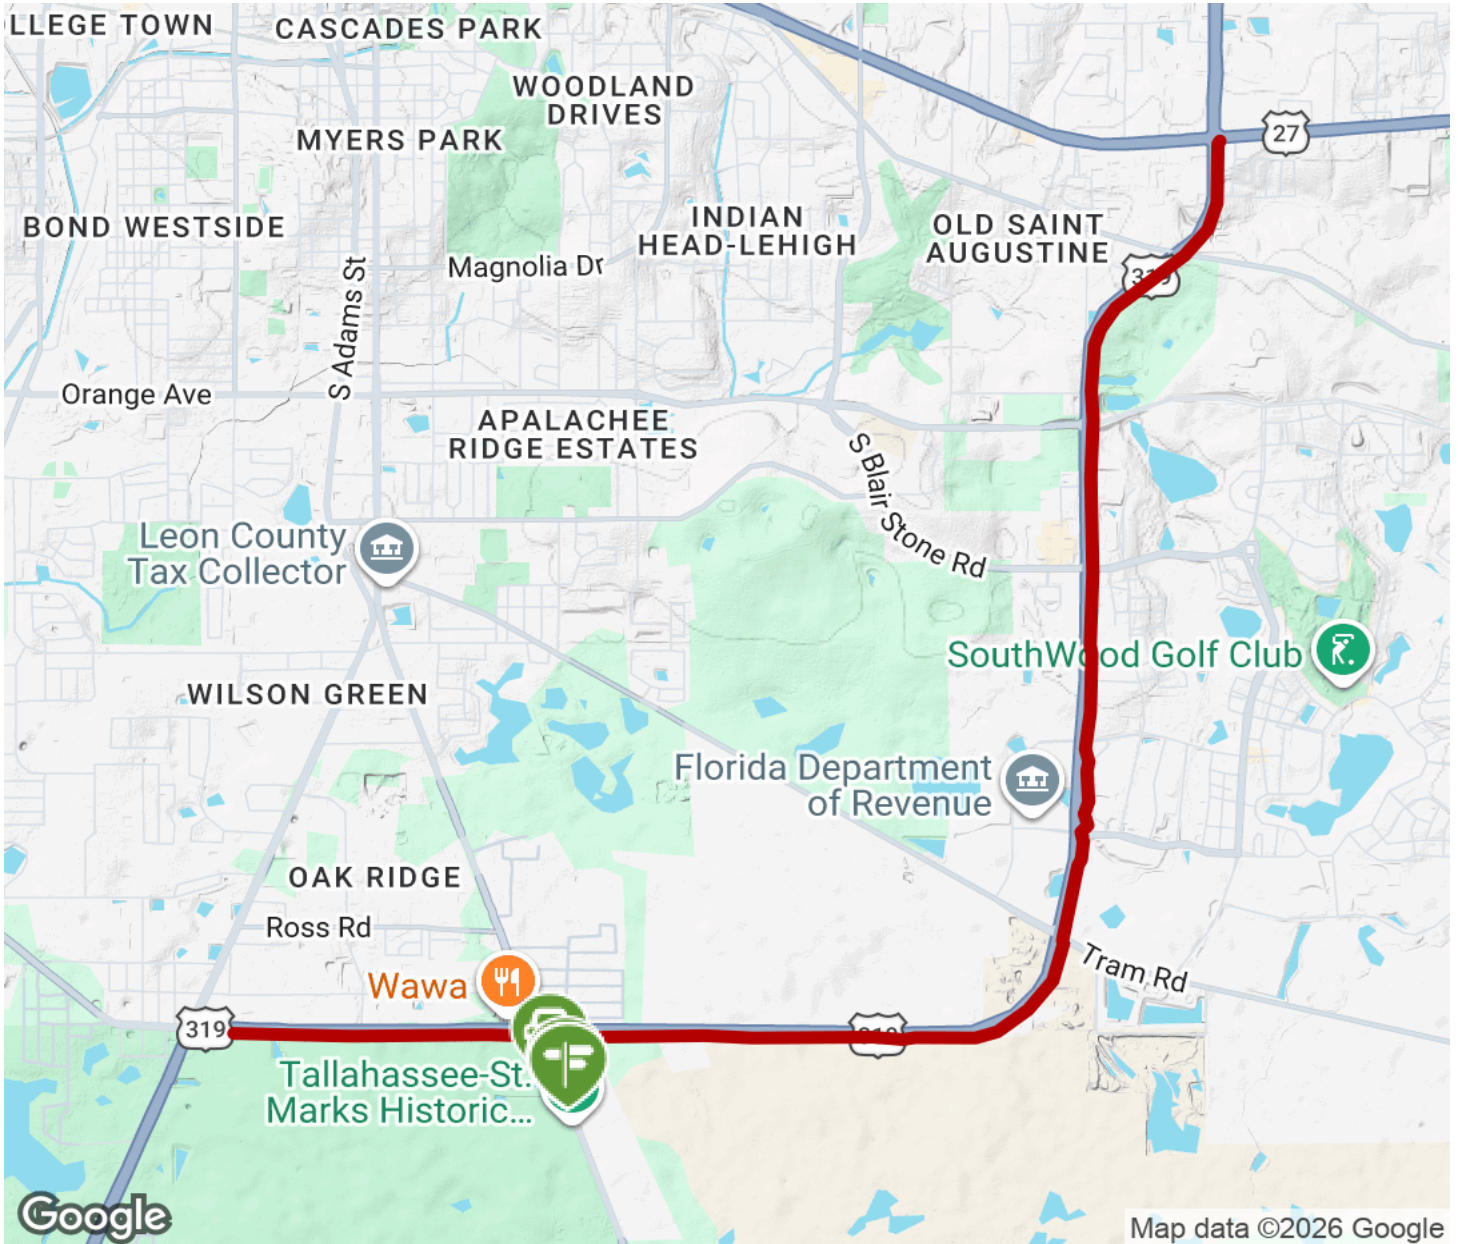 LLEGE TOWN
CASCADES PARK
WOODLAND
DRIVES
27
MYERS PARK
BOND WESTSIDE
INDIAN
HEAD-LEHIGH
OLD SAINT
AUGUSTINE
Magnolia Dr
319
S Adams St
Orange Ave
APALACHEE
RIDGE ESTATES
S Blair Stone Rd
Leon County
Tax Collector
SouthWood Golf Club
WILSON GREEN
Florida Department
of Revenue
OAK RIDGE
Ross Rd
Tram Rd
Wawa
319
319
Tallahassee-St.
Marks Historic...
Google
Map data ©2026 Google